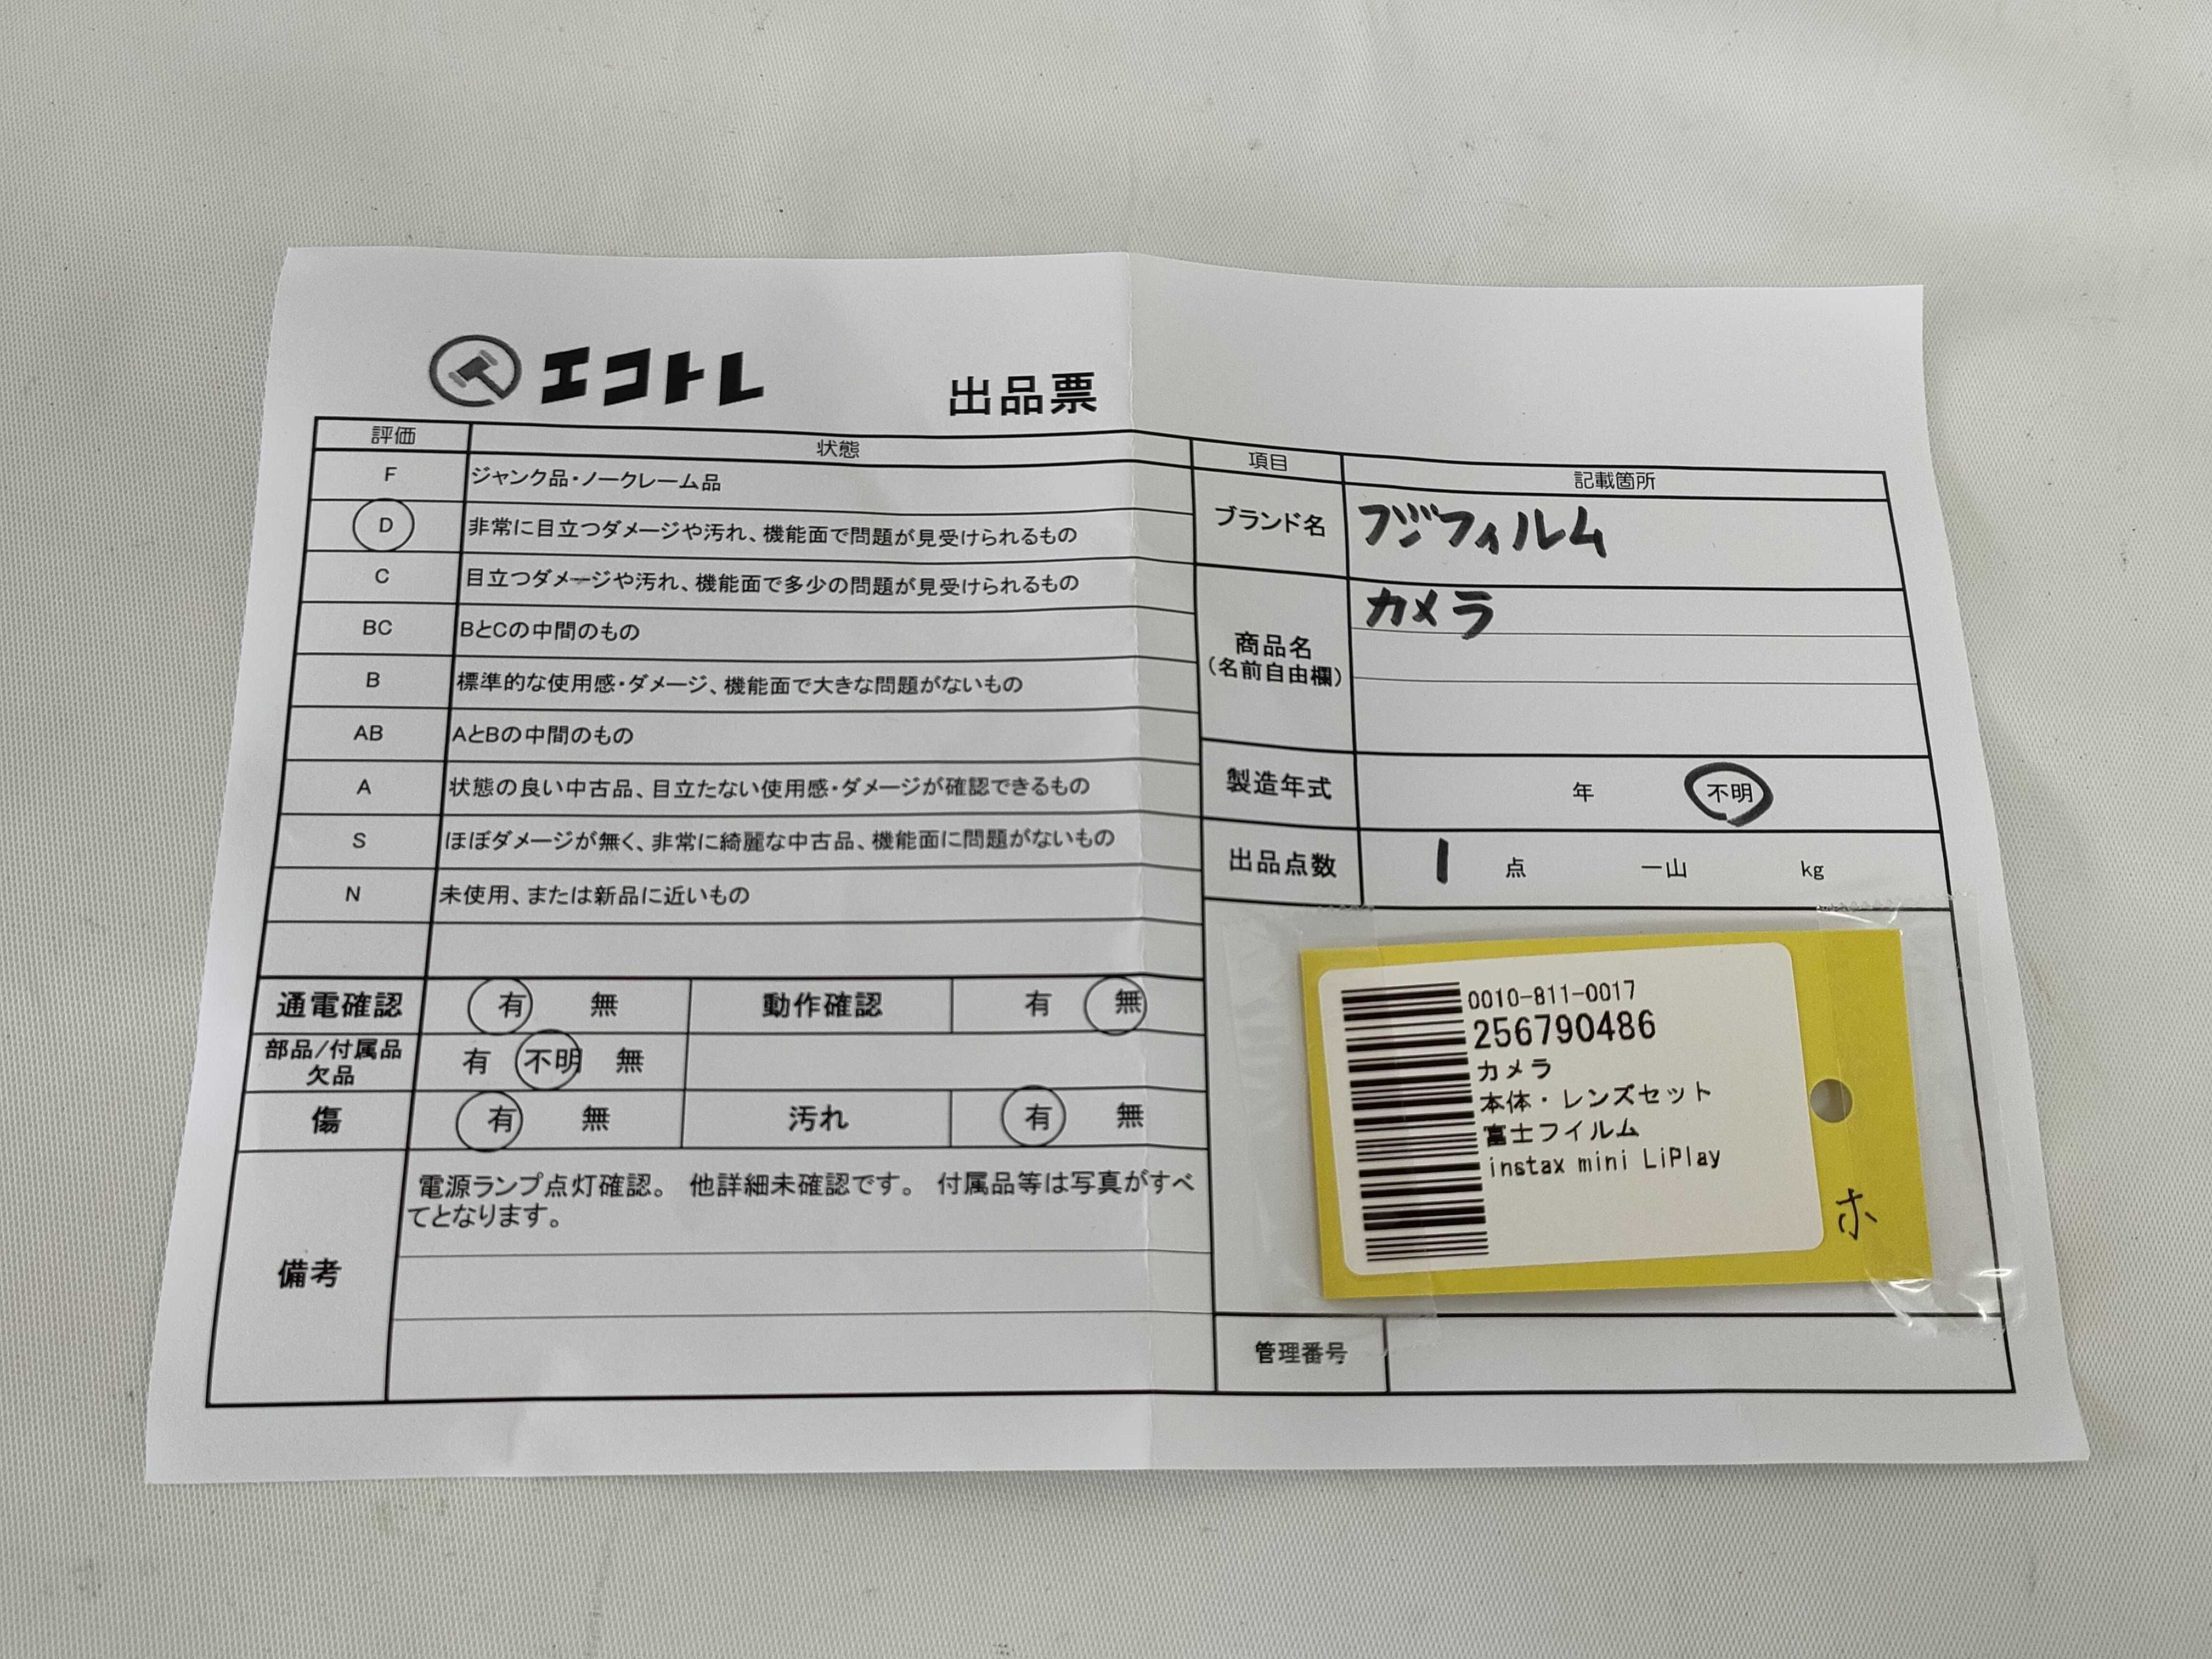 エコトレ
出品票
評価 状態
F ジャンク品・ノークレーム品
D 非常に目立つダメージや汚れ、機能面で問題が見受けられるもの
C 目立つダメージや汚れ、機能面で多少の問題が見受けられるもの
BC BとCの中間のもの
B 標準的な使用感・ダメージ、機能面で大きな問題がないもの
AB AとBの中間のもの
A 状態の良い中古品、目立たない使用感・ダメージが確認できるもの
S ほぼダメージが無く、非常に綺麗な中古品、機能面に問題がないもの
N 未使用、または新品に近いもの
通電確認 有 無 動作確認 有 無
部品/付属品
欠品
有 不明 無
傷 有 無 汚れ 有 無
備考
電源ランプ点灯確認。 他詳細未確認です。 付属品等は写真がすべ
てとなります。
項目 記載箇所
ブランド名 フジフィルム
商品名
(名前自由欄)
カメラ
製造年式 年 不明
出品点数 1 点 一山 kg
0010-811-0017
256790486
カメラ
本体・レンズセット
富士フイルム
instax mini LiPlay
ホ
管理番号